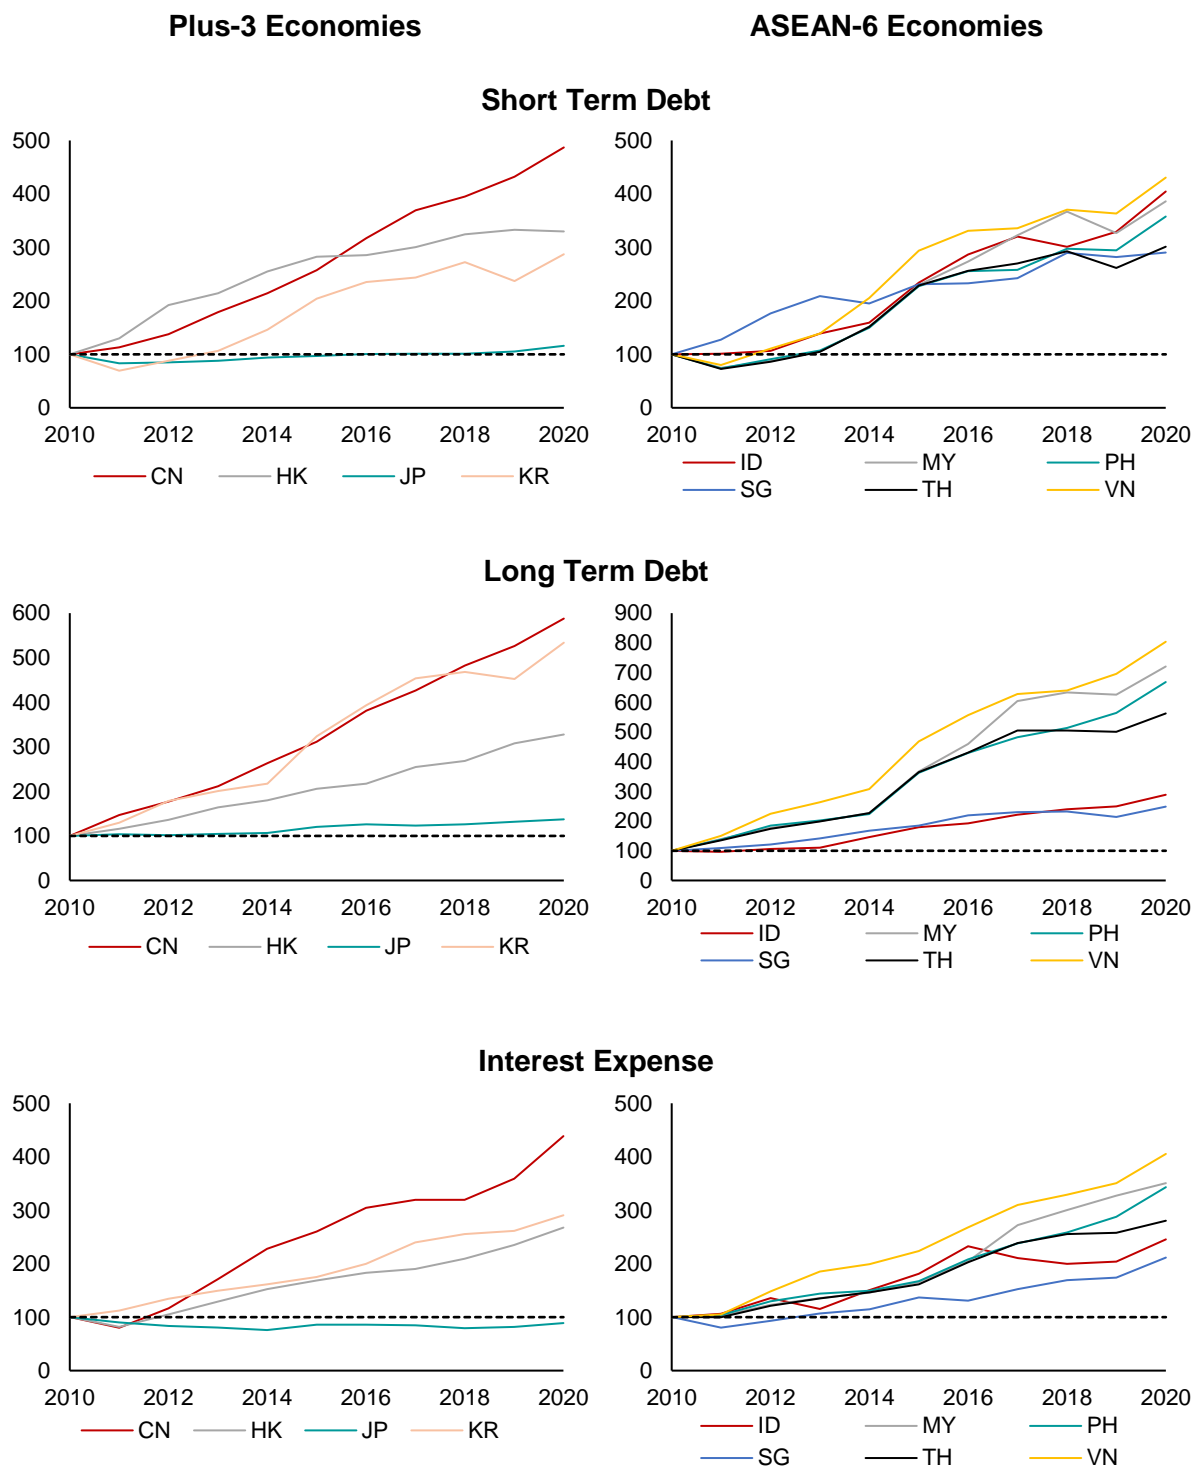 Plus-3 Economies ASEAN-6 Economies
Short Term Debt
500 500
400 400
300 300
200 200
100 100
0 0
2010 2012 2014 2016 2018 2020 2010 2012 2014 2016 2018 2020
CN HK JP KR ID MY PH
SG TH VN
Long Term Debt
600 900
800
500 700
400 600
500
300 400
200 300
200
100 100
0 0
2010 2012 2014 2016 2018 2020 2010 2012 2014 2016 2018 2020
CN HK JP KR ID MY PH
SG TH VN
Interest Expense
500 500
400 400
300 300
200 200
100 100
0 0
2010 2012 2014 2016 2018 2020 2010 2012 2014 2016 2018 2020
CN HK JP KR ID MY PH
SG TH VN